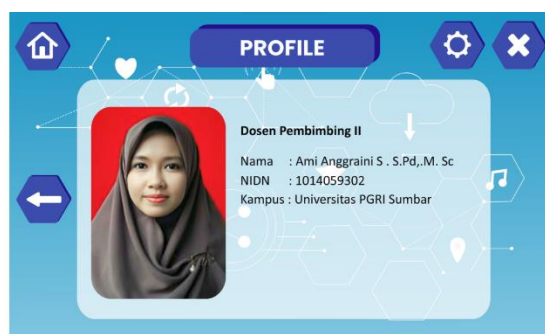 PROFILE
Dosen Pembimbing II
Nama : Ami Anggraini S . S.Pd,.M. Sc
NIDN : 1014059302
Kampus : Universitas PGRI Sumbar